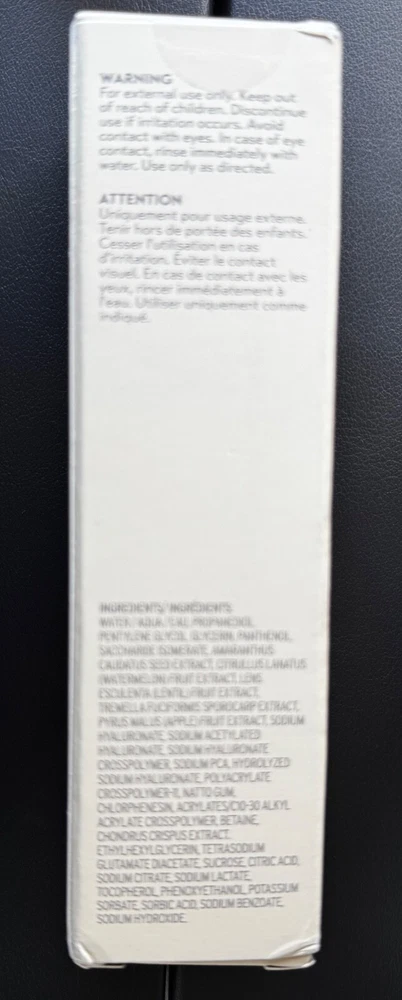 WARNING
For external use only. Keep out
of reach of children. Discontinue
use if irritation occurs. Avoid
contact with eyes. In case of eye
contact, rinse immediately with
water. Use only as directed.
ATTENTION
Uniquement pour usage externe.
Tenir hors de portée des enfants.
Cesser l'utilisation en cas
d'irritation. Éviter le contact
visuel. En cas de contact avec les
yeux, rincer immédiatement à
l'eau. Utiliser uniquement comme
indiqué.
INGREDIENTS/INGRÉDIENTS:
WATER/AQUA/EAU, PROPANEDIOL,
PENTYLENE GLYCOL, GLYCERIN, PANTHENOL,
SACCHARIDE ISOMERATE, AMARANTHUS
CAUDATUS SEED EXTRACT, CITRULLUS LANATUS
(WATERMELON) FRUIT EXTRACT, LENS
ESCULENTA (LENTIL) FRUIT EXTRACT,
TREMELLA FUCIFORMIS SPOROCARP EXTRACT,
PYRUS MALUS (APPLE) FRUIT EXTRACT, SODIUM
HYALURONATE, SODIUM ACETYLATED
HYALURONATE, SODIUM HYALURONATE
CROSSPOLYMER, SODIUM PCA, HYDROLYZED
SODIUM HYALURONATE, POLYACRYLATE
CROSSPOLYMER-11, NATTO GUM,
CHLORPHENESIN, ACRYLATES/C10-30 ALKYL
ACRYLATE CROSSPOLYMER, BETAINE,
CHONDRUS CRISPUS EXTRACT,
ETHYLHEXYLGLYCERIN, TETRASODIUM
GLUTAMATE DIACETATE, SUCROSE, CITRIC ACID,
SODIUM CITRATE, SODIUM LACTATE,
TOCOPHEROL, PHENOXYETHANOL, POTASSIUM
SORBATE, SORBIC ACID, SODIUM BENZOATE,
SODIUM HYDROXIDE.